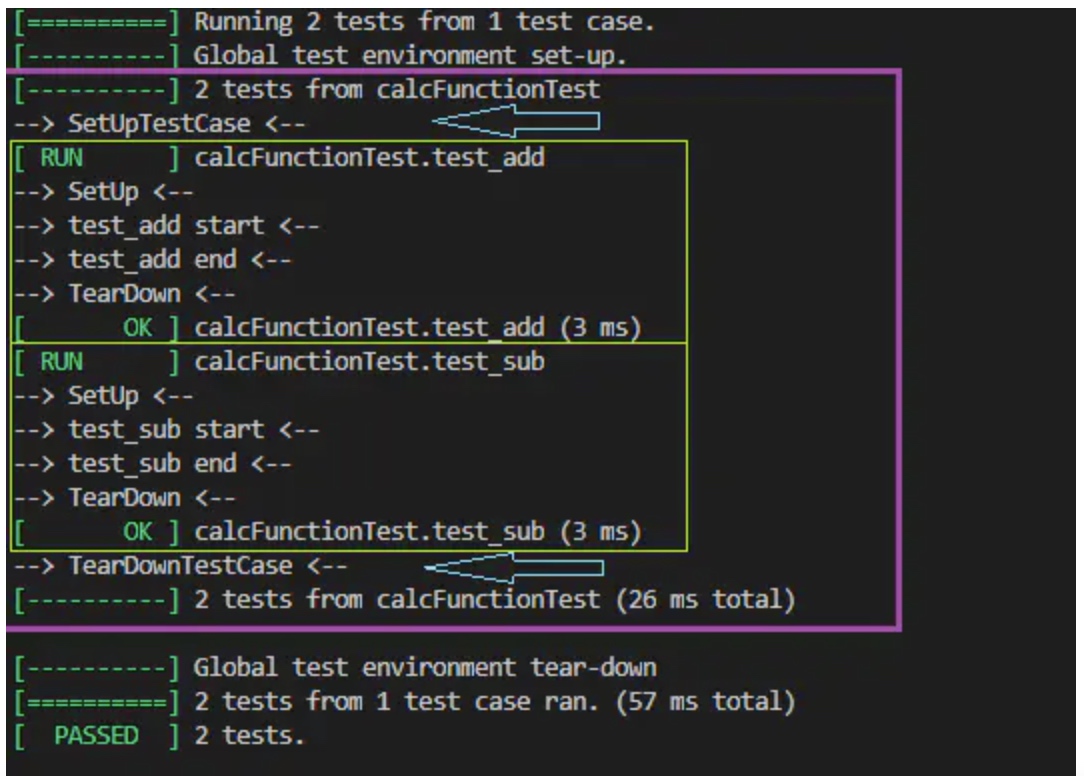 [==========] Running 2 tests from 1 test case.
[----------] Global test environment set-up.
[----------] 2 tests from calcFunctionTest
--> SetUpTestCase <--
[ RUN      ] calcFunctionTest.test_add
--> SetUp <--
--> test_add start <--
--> test_add end <--
--> TearDown <--
[       OK ] calcFunctionTest.test_add (3 ms)
[ RUN      ] calcFunctionTest.test_sub
--> SetUp <--
--> test_sub start <--
--> test_sub end <--
--> TearDown <--
[       OK ] calcFunctionTest.test_sub (3 ms)
--> TearDownTestCase <--
[----------] 2 tests from calcFunctionTest (26 ms total)
[----------] Global test environment tear-down
[==========] 2 tests from 1 test case ran. (57 ms total)
[  PASSED  ] 2 tests.